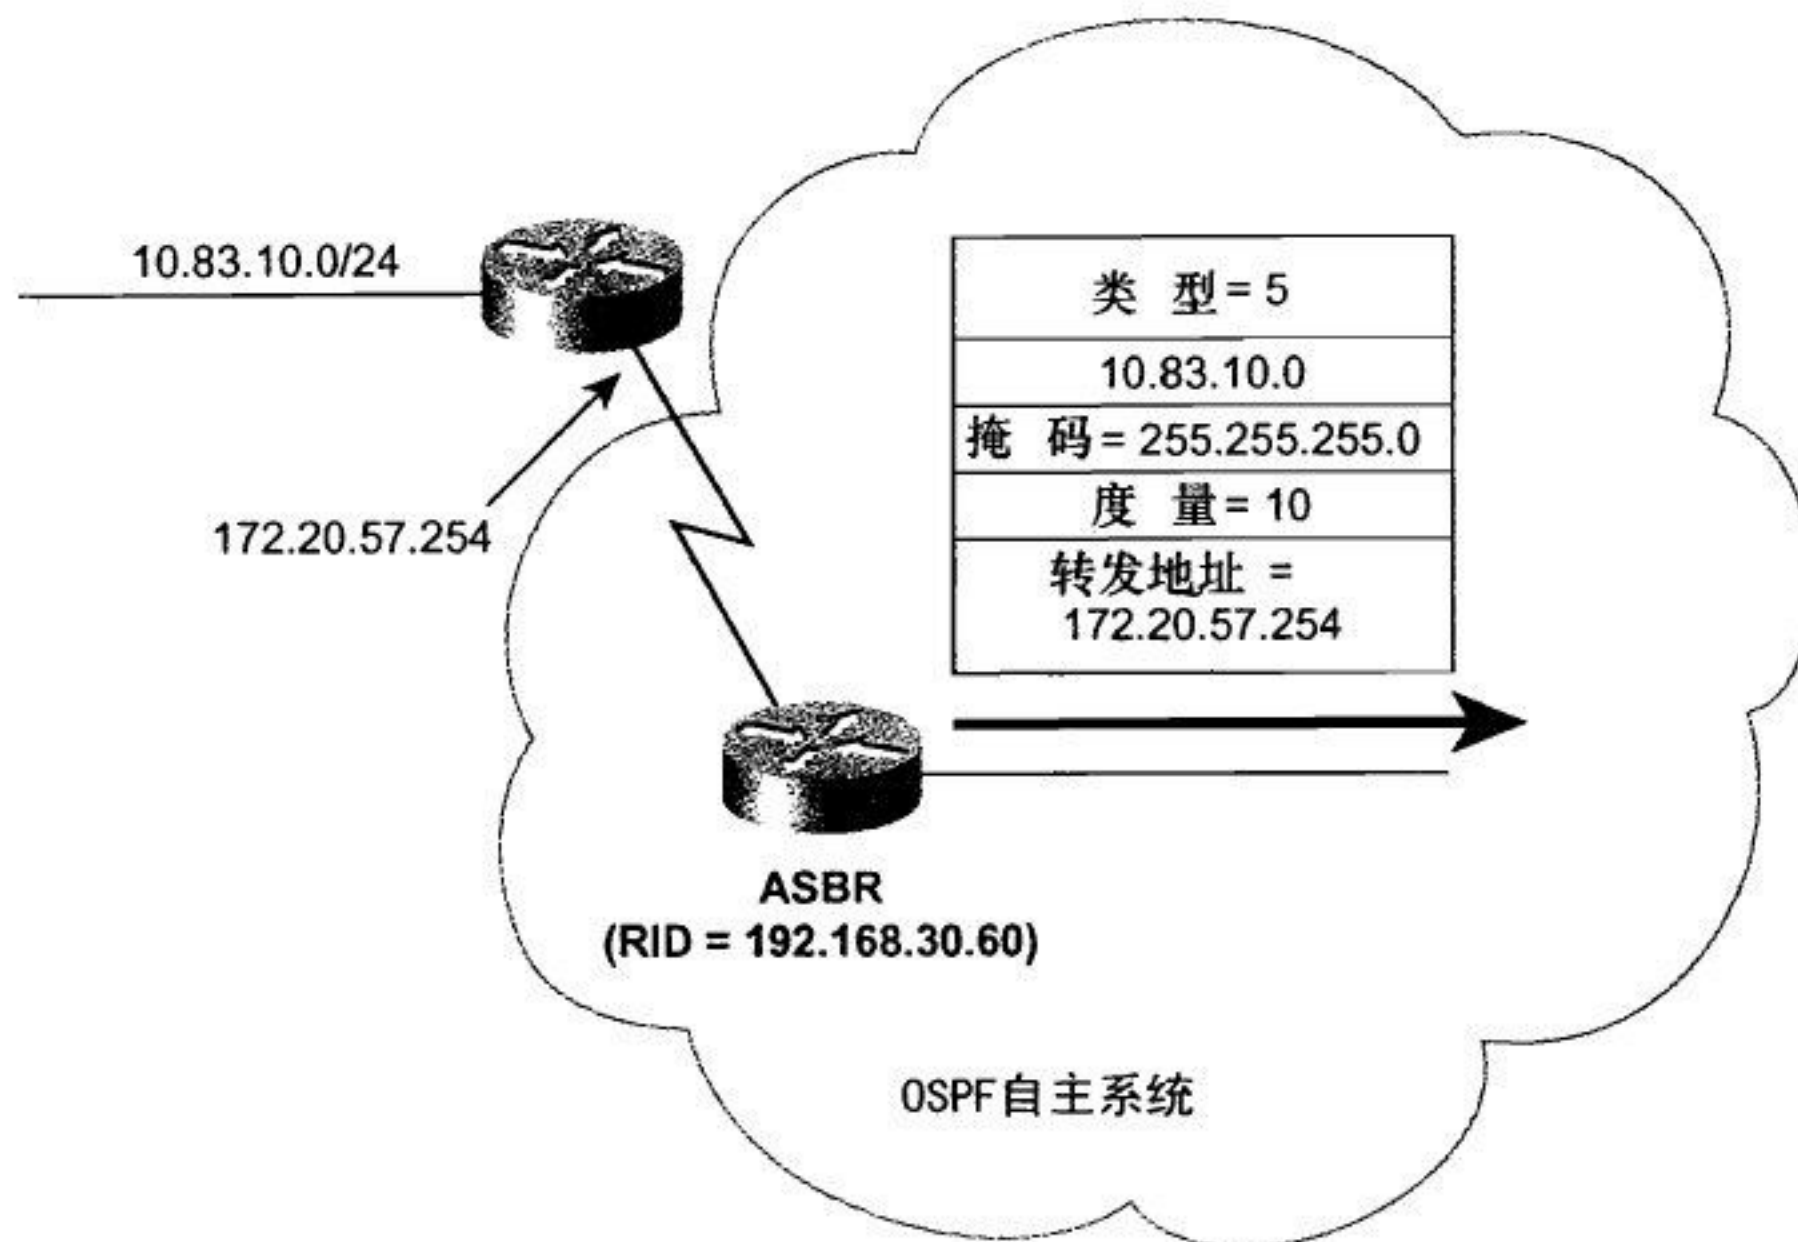 10.83.10.0/24
172.20.57.254
类 型 = 5
10.83.10.0
掩 码 = 255.255.255.0
度 量 = 10
转发地址 =
172.20.57.254
ASBR
(RID = 192.168.30.60)
OSPF自主系统